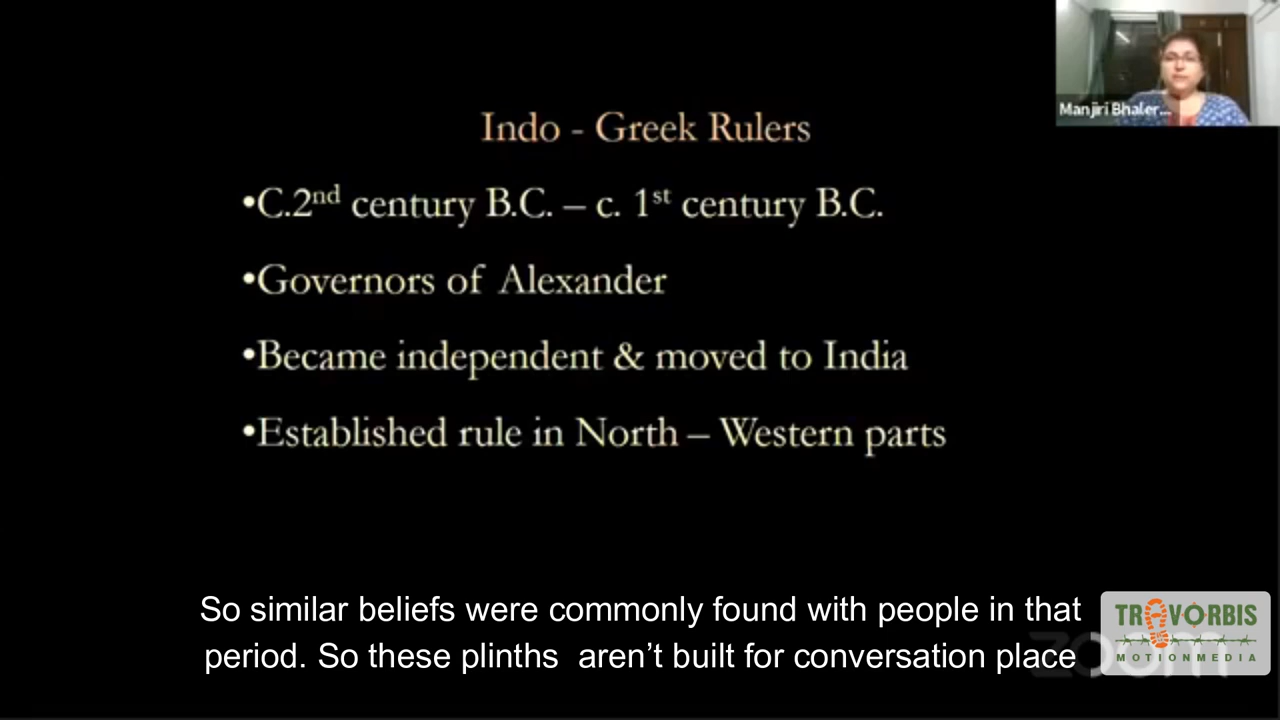 Manjiri Bhaler...
Indo - Greek Rulers
•C.2nd century B.C. – c. 1st century B.C.
•Governors of Alexander
•Became independent & moved to India
•Established rule in North – Western parts
So similar beliefs were commonly found with people in that
period. So these plinths aren't built for conversation place
zoom
TRAVORBIS
MOTIONMEDIA